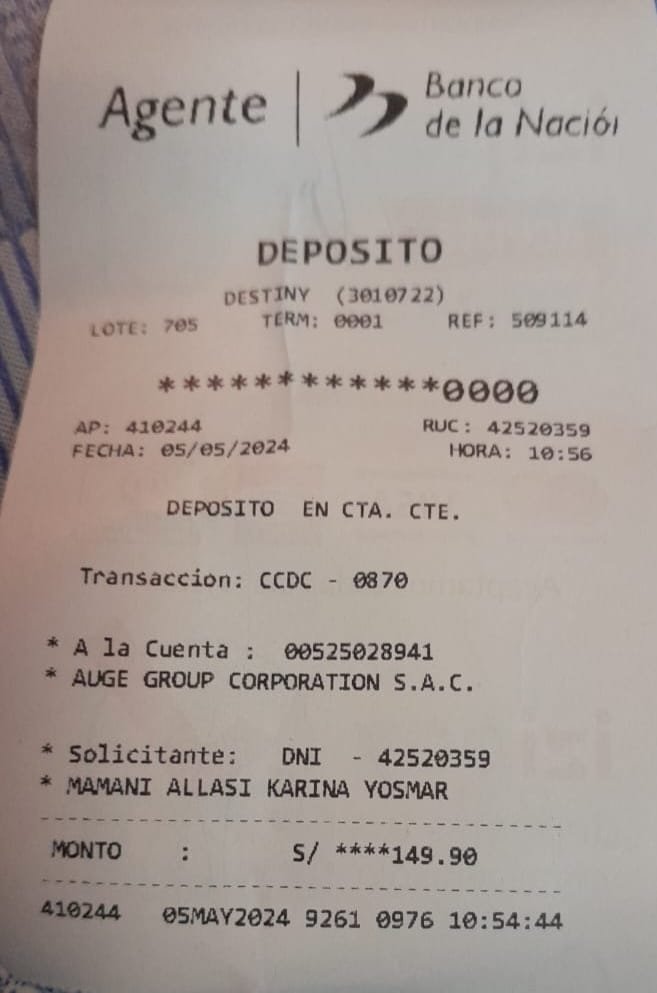 Agente | Banco
de la Nación
DEPOSITO
DESTINY (3010722)
LOTE: 705 TERM: 0001 REF: 509114
************0000
AP: 410244 RUC: 42520359
FECHA: 05/05/2024 HORA: 10:56
DEPOSITO EN CTA. CTE.
Transaccion: CCDC - 0870
* A la Cuenta : 00525028941
* AUGE GROUP CORPORATION S.A.C.
* Solicitante: DNI - 42520359
* MAMANI ALLASI KARINA YOSMAR
MONTO : S/ ****149.90
410244 05MAY2024 9261 0976 10:54:44